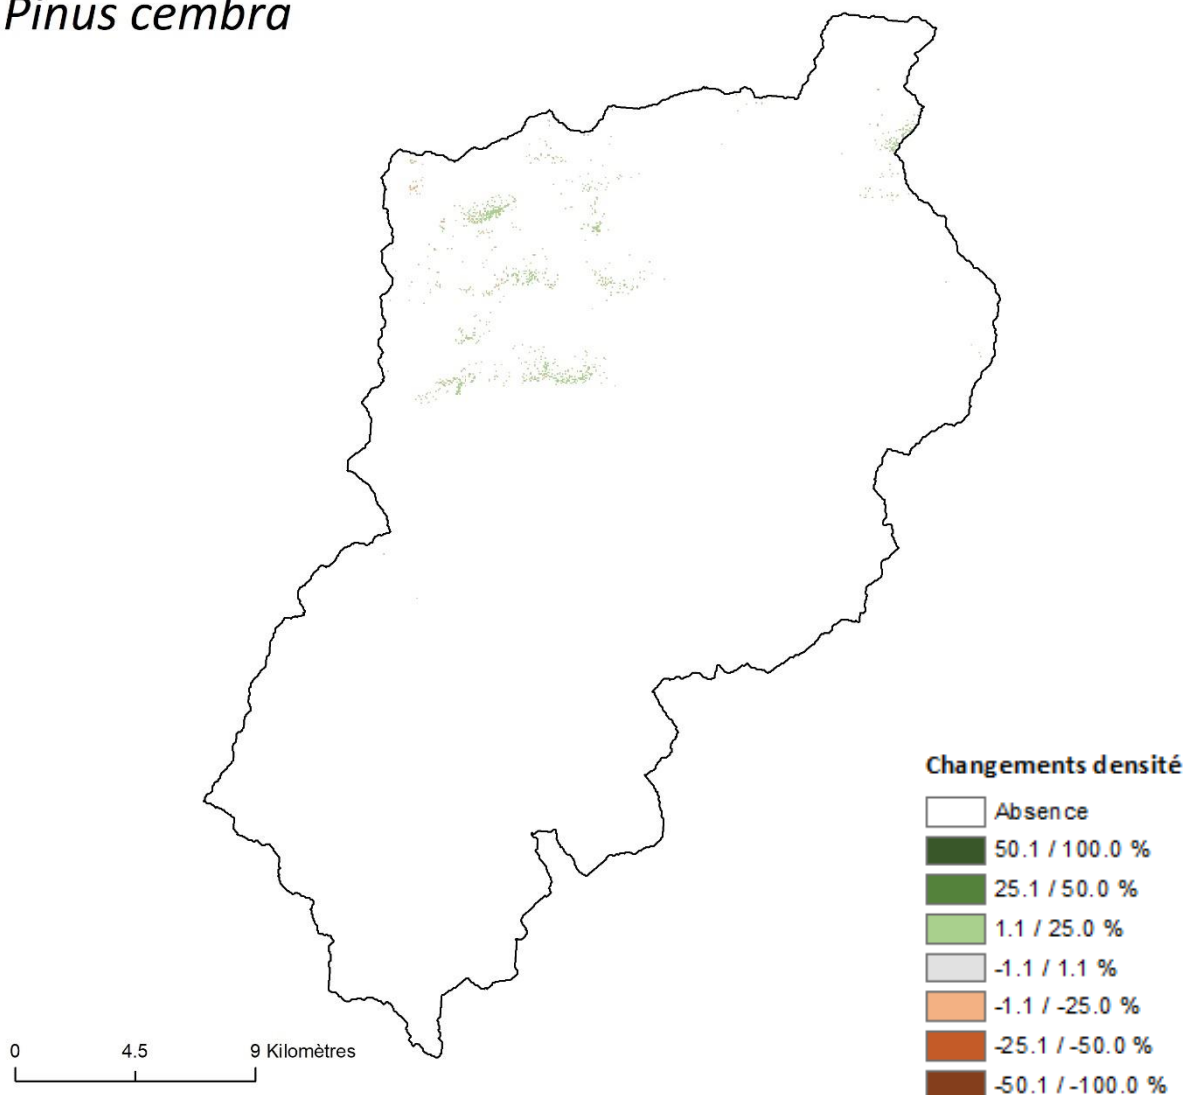 Pinus cembra
Changements densité
Absence
50.1 / 100.0 %
25.1 / 50.0 %
1.1 / 25.0 %
-1.1 / 1.1 %
-1.1 / -25.0 %
-25.1 / -50.0 %
-50.1 / -100.0 %
0 4.5 9 Kilomètres